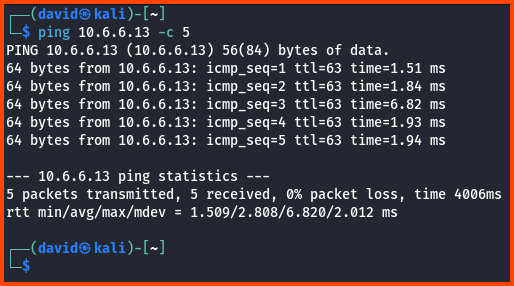 ┌──(david㉿kali)-[~]
└─$ ping 10.6.6.13 -c 5
PING 10.6.6.13 (10.6.6.13) 56(84) bytes of data.
64 bytes from 10.6.6.13: icmp_seq=1 ttl=63 time=1.51 ms
64 bytes from 10.6.6.13: icmp_seq=2 ttl=63 time=1.84 ms
64 bytes from 10.6.6.13: icmp_seq=3 ttl=63 time=6.82 ms
64 bytes from 10.6.6.13: icmp_seq=4 ttl=63 time=1.93 ms
64 bytes from 10.6.6.13: icmp_seq=5 ttl=63 time=1.94 ms

--- 10.6.6.13 ping statistics ---
5 packets transmitted, 5 received, 0% packet loss, time 4006ms
rtt min/avg/max/mdev = 1.509/2.808/6.820/2.012 ms

┌──(david㉿kali)-[~]
└─$